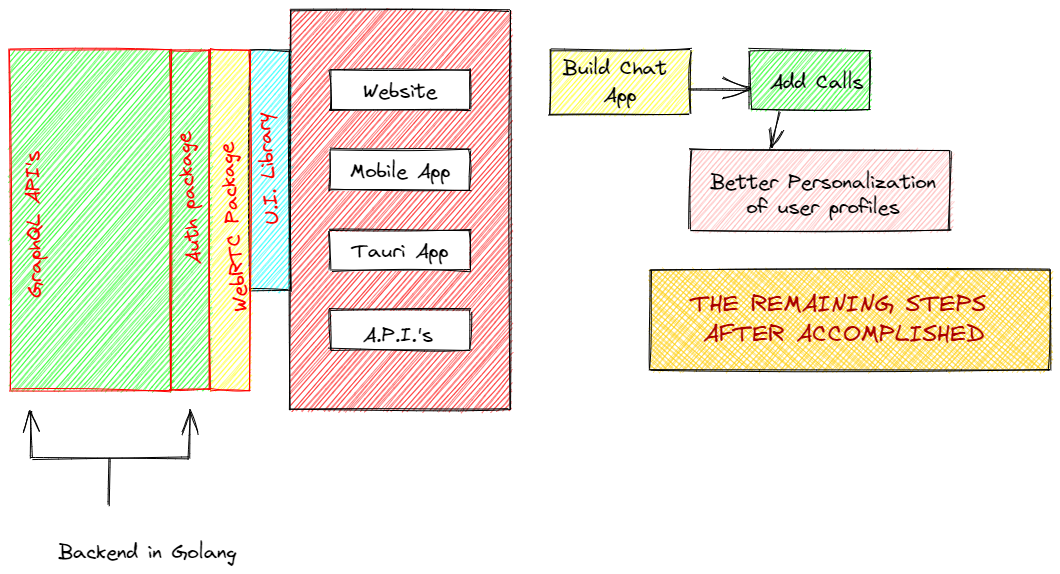 GraphQL API's
Auth package
WebRTC Package
U.I. Library
Website
Mobile App
Tauri App
A.P.I.'s
Backend in Golang
Build Chat
App
Add Calls
Better Personalization
of user profiles
THE REMAINING STEPS
AFTER ACCOMPLISHED